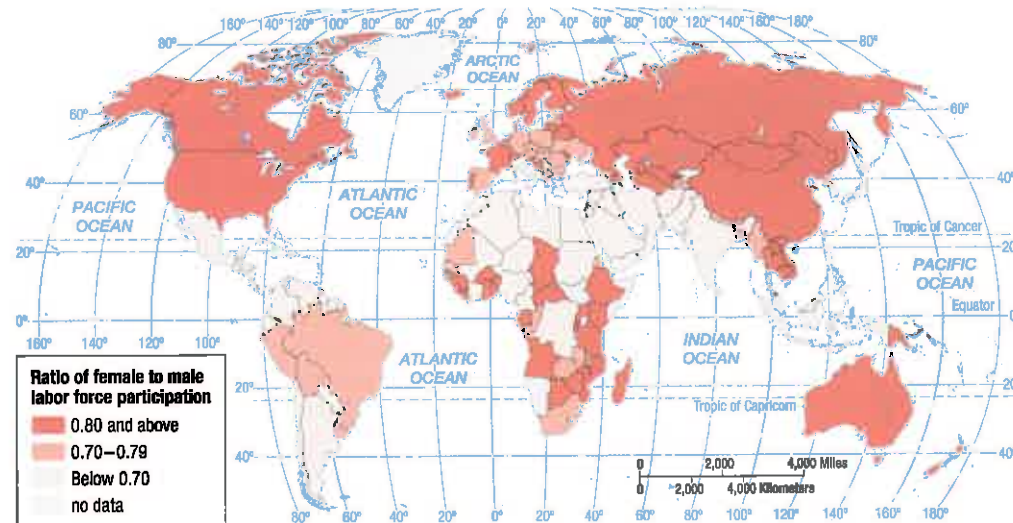 160° 140° 120° 100° 80° 60° 40° 20° 0° 20° 40° 60° 80° 100° 120° 140° 160°
80° 80°
ARCTIC
OCEAN
60° 60°
40° 40°
PACIFIC
OCEAN
ATLANTIC
OCEAN
20° Tropic of Cancer 20°
PACIFIC
OCEAN
Equator
160° 140° 120° 100°
0° 0°
INDIAN
OCEAN
ATLANTIC
OCEAN
20° 20°
Tropic of Capricorn
40° 40°
0 2,000 4,000 Miles
0 2,000 4,000 Kilometers
80° 60° 40° 20° 0° 20° 40° 60° 80° 100° 120° 140° 160°
Ratio of female to male
labor force participation
0.80 and above
0.70–0.79
Below 0.70
no data